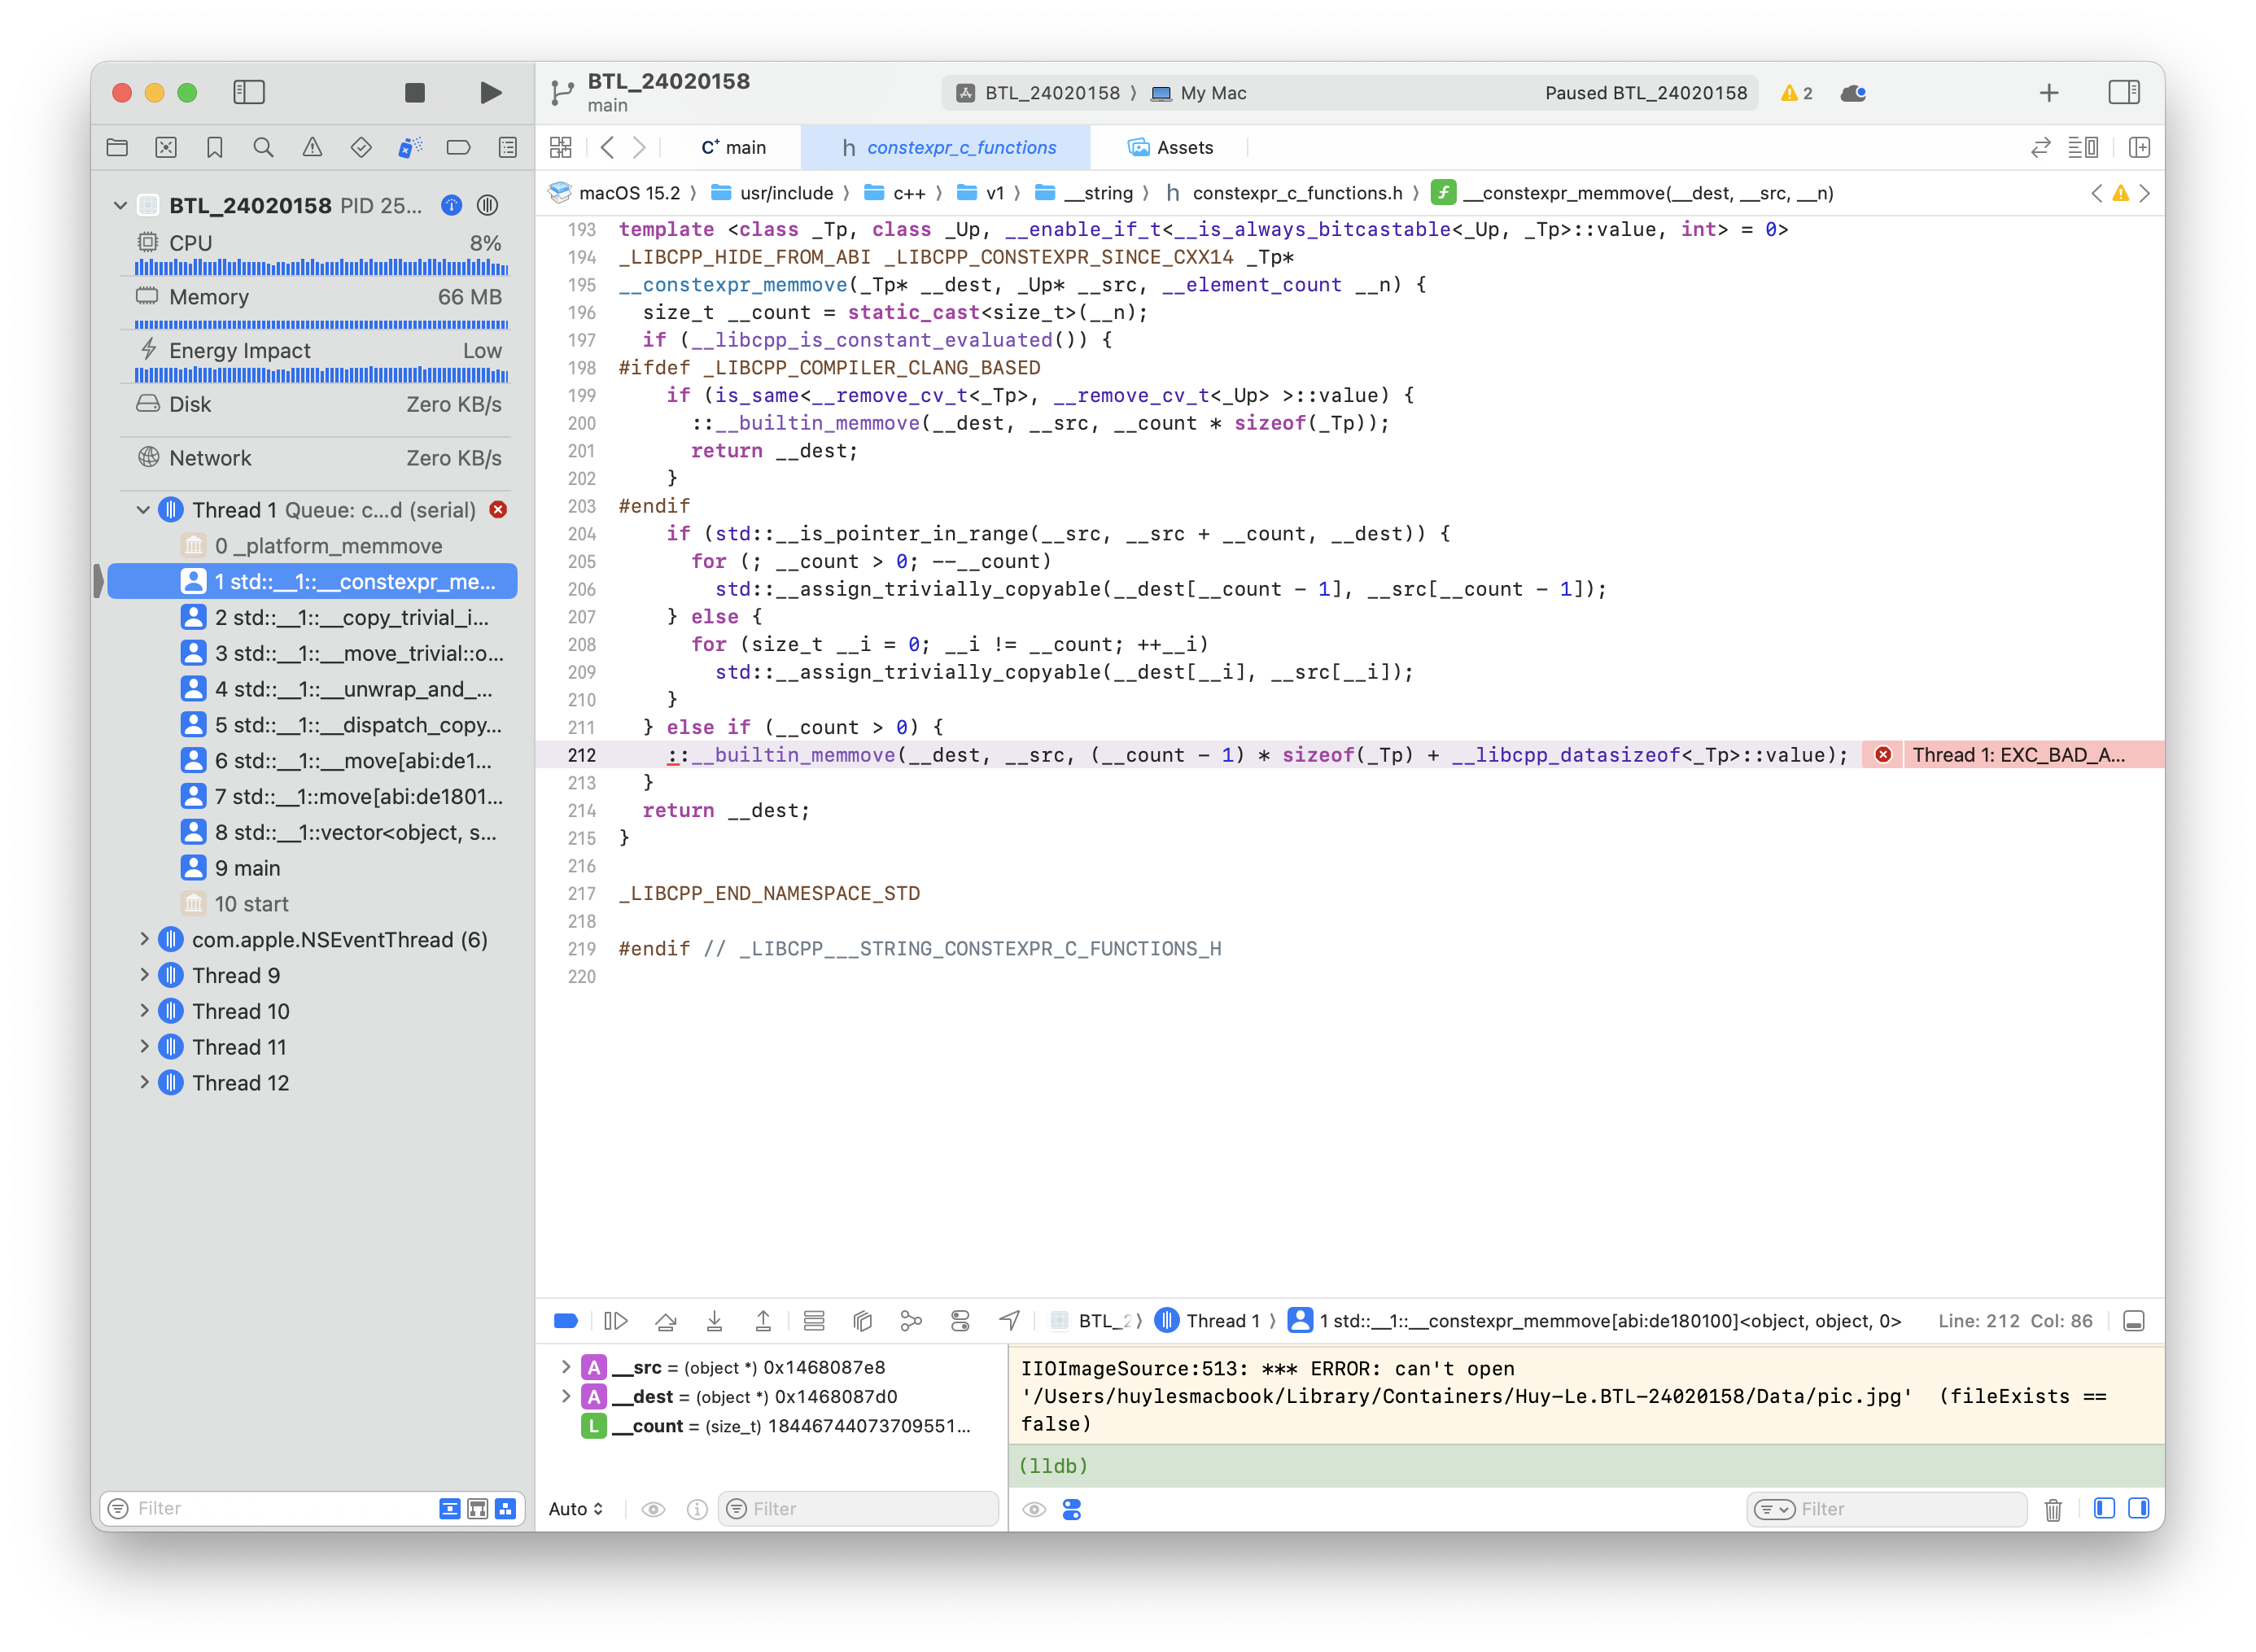 BTL_24020158
main
BTL_24020158 ⟩ My Mac
Paused BTL_24020158
2
C+ main
h constexpr_c_functions
Assets
macOS 15.2 ⟩ usr/include ⟩ c++ ⟩ v1 ⟩ __string ⟩ h constexpr_c_functions.h ⟩ f __constexpr_memmove(__dest, __src, __n)
BTL_24020158 PID 25...
CPU 8%
Memory 66 MB
Energy Impact Low
Disk Zero KB/s
Network Zero KB/s
Thread 1 Queue: c...d (serial)
0 _platform_memmove
1 std::__1::__constexpr_me...
2 std::__1::__copy_trivial_i...
3 std::__1::__move_trivial::o...
4 std::__1::__unwrap_and_...
5 std::__1::__dispatch_copy...
6 std::__1::__move[abi:de1...
7 std::__1::move[abi:de1801...
8 std::__1::vector<object, s...
9 main
10 start
com.apple.NSEventThread (6)
Thread 9
Thread 10
Thread 11
Thread 12
Filter
193 template <class _Tp, class _Up, __enable_if_t<__is_always_bitcastable<_Up, _Tp>::value, int> = 0>
194 _LIBCPP_HIDE_FROM_ABI _LIBCPP_CONSTEXPR_SINCE_CXX14 _Tp*
195 __constexpr_memmove(_Tp* __dest, _Up* __src, __element_count __n) {
196 size_t __count = static_cast<size_t>(__n);
197 if (__libcpp_is_constant_evaluated()) {
198 #ifdef _LIBCPP_COMPILER_CLANG_BASED
199 if (is_same<__remove_cv_t<_Tp>, __remove_cv_t<_Up> >::value) {
200 ::__builtin_memmove(__dest, __src, __count * sizeof(_Tp));
201 return __dest;
202 }
203 #endif
204 if (std::__is_pointer_in_range(__src, __src + __count, __dest)) {
205 for (; __count > 0; --__count)
206 std::__assign_trivially_copyable(__dest[__count - 1], __src[__count - 1]);
207 } else {
208 for (size_t __i = 0; __i != __count; ++__i)
209 std::__assign_trivially_copyable(__dest[__i], __src[__i]);
210 }
211 } else if (__count > 0) {
212 ::__builtin_memmove(__dest, __src, (__count - 1) * sizeof(_Tp) + __libcpp_datasizeof<_Tp>::value); Thread 1: EXC_BAD_A...
213 }
214 return __dest;
215 }
216
217 _LIBCPP_END_NAMESPACE_STD
218
219 #endif // _LIBCPP___STRING_CONSTEXPR_C_FUNCTIONS_H
220
BTL_2 ⟩ Thread 1 ⟩ 1 std::__1::__constexpr_memmove[abi:de180100]<object, object, 0>
Line: 212 Col: 86
A __src = (object *) 0x1468087e8
A __dest = (object *) 0x1468087d0
L __count = (size_t) 18446744073709551...
Auto
Filter
IIOImageSource:513: *** ERROR: can't open
'/Users/huylesmacbook/Library/Containers/Huy-Le.BTL-24020158/Data/pic.jpg' (fileExists ==
false)
(lldb)
Filter